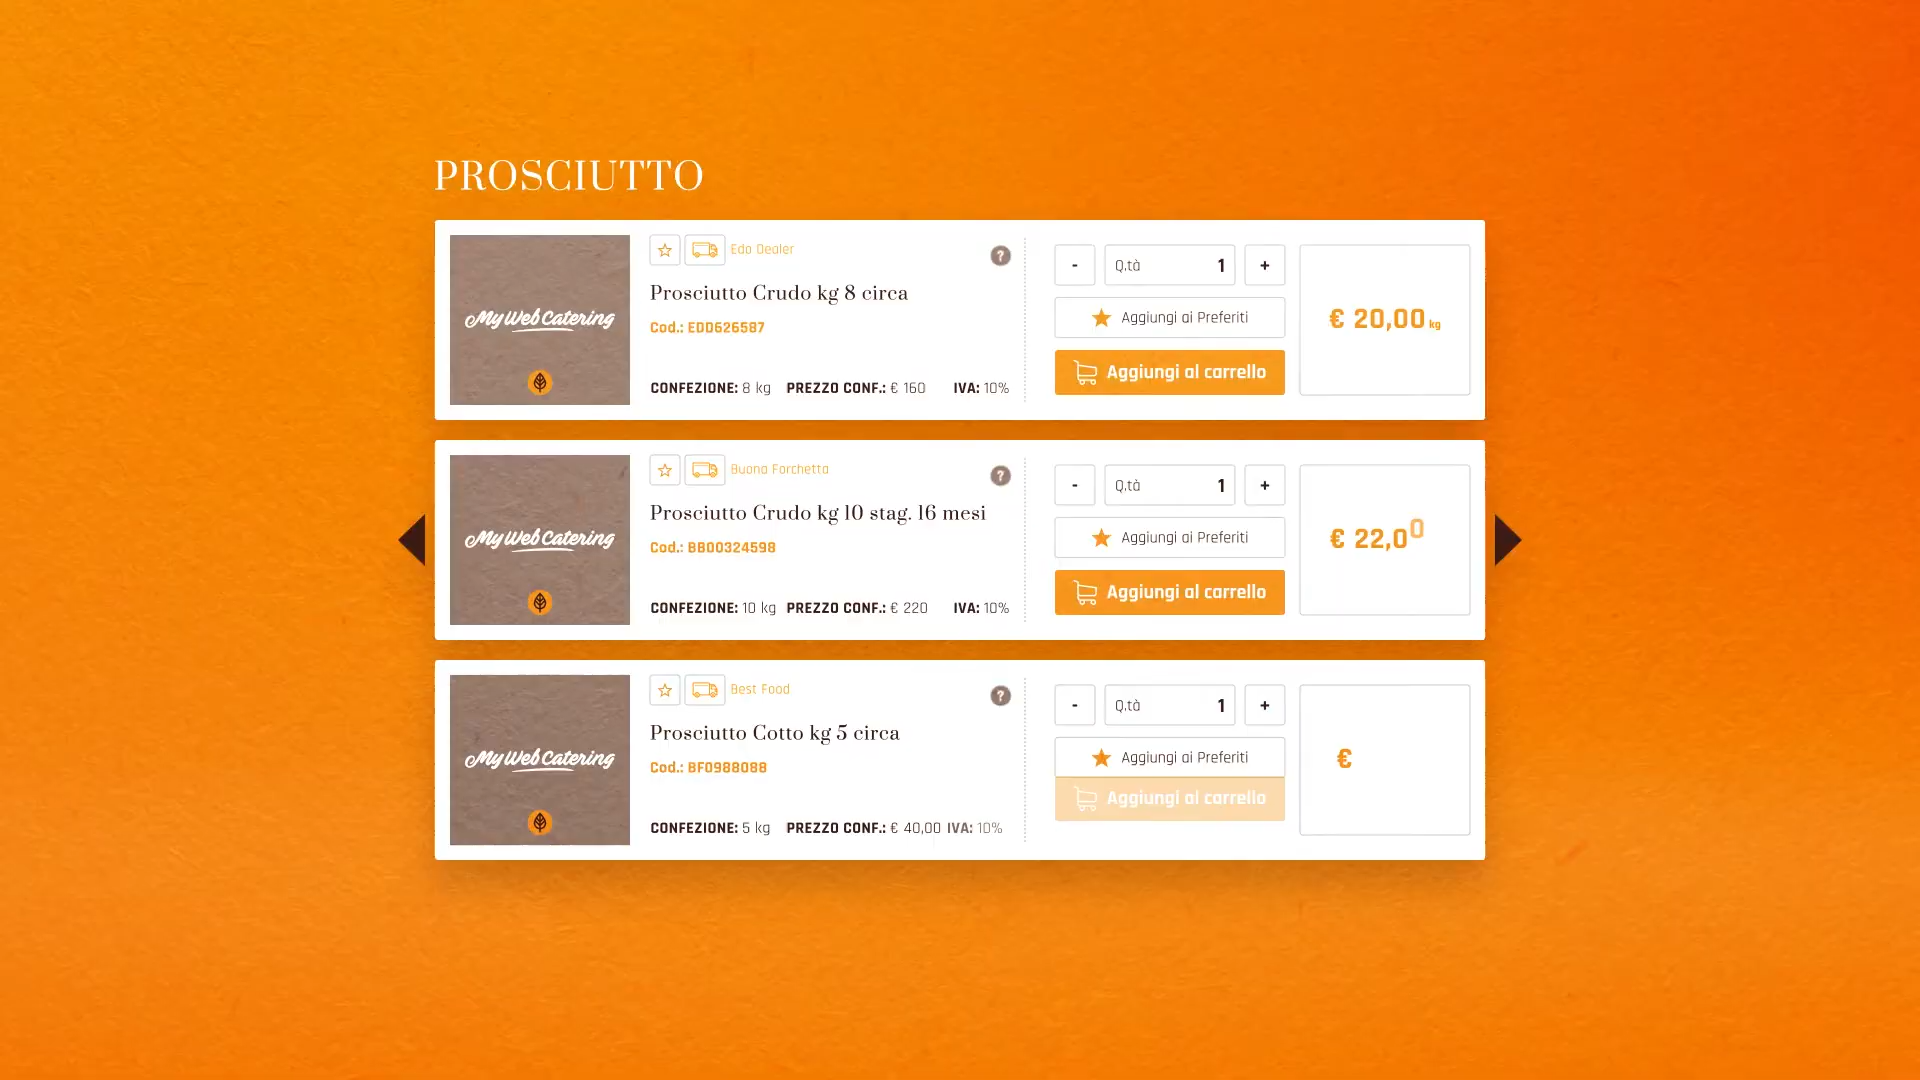 PROSCIUTTO
My Web Catering
Edo Dealer
?
Prosciutto Crudo kg 8 circa
Cod.: EDD626587
CONFEZIONE: 8 kg PREZZO CONF.: € 160 IVA: 10%
- Q.tà 1 +
Aggiungi ai Preferiti
Aggiungi al carrello
€ 20,00 kg
My Web Catering
Buona Forchetta
?
Prosciutto Crudo kg 10 stag. 16 mesi
Cod.: BB00324598
CONFEZIONE: 10 kg PREZZO CONF.: € 220 IVA: 10%
- Q.tà 1 +
Aggiungi ai Preferiti
Aggiungi al carrello
€ 22,00
My Web Catering
Best Food
?
Prosciutto Cotto kg 5 circa
Cod.: BF0988088
CONFEZIONE: 5 kg PREZZO CONF.: € 40,00 IVA: 10%
- Q.tà 1 +
Aggiungi ai Preferiti
Aggiungi al carrello
€